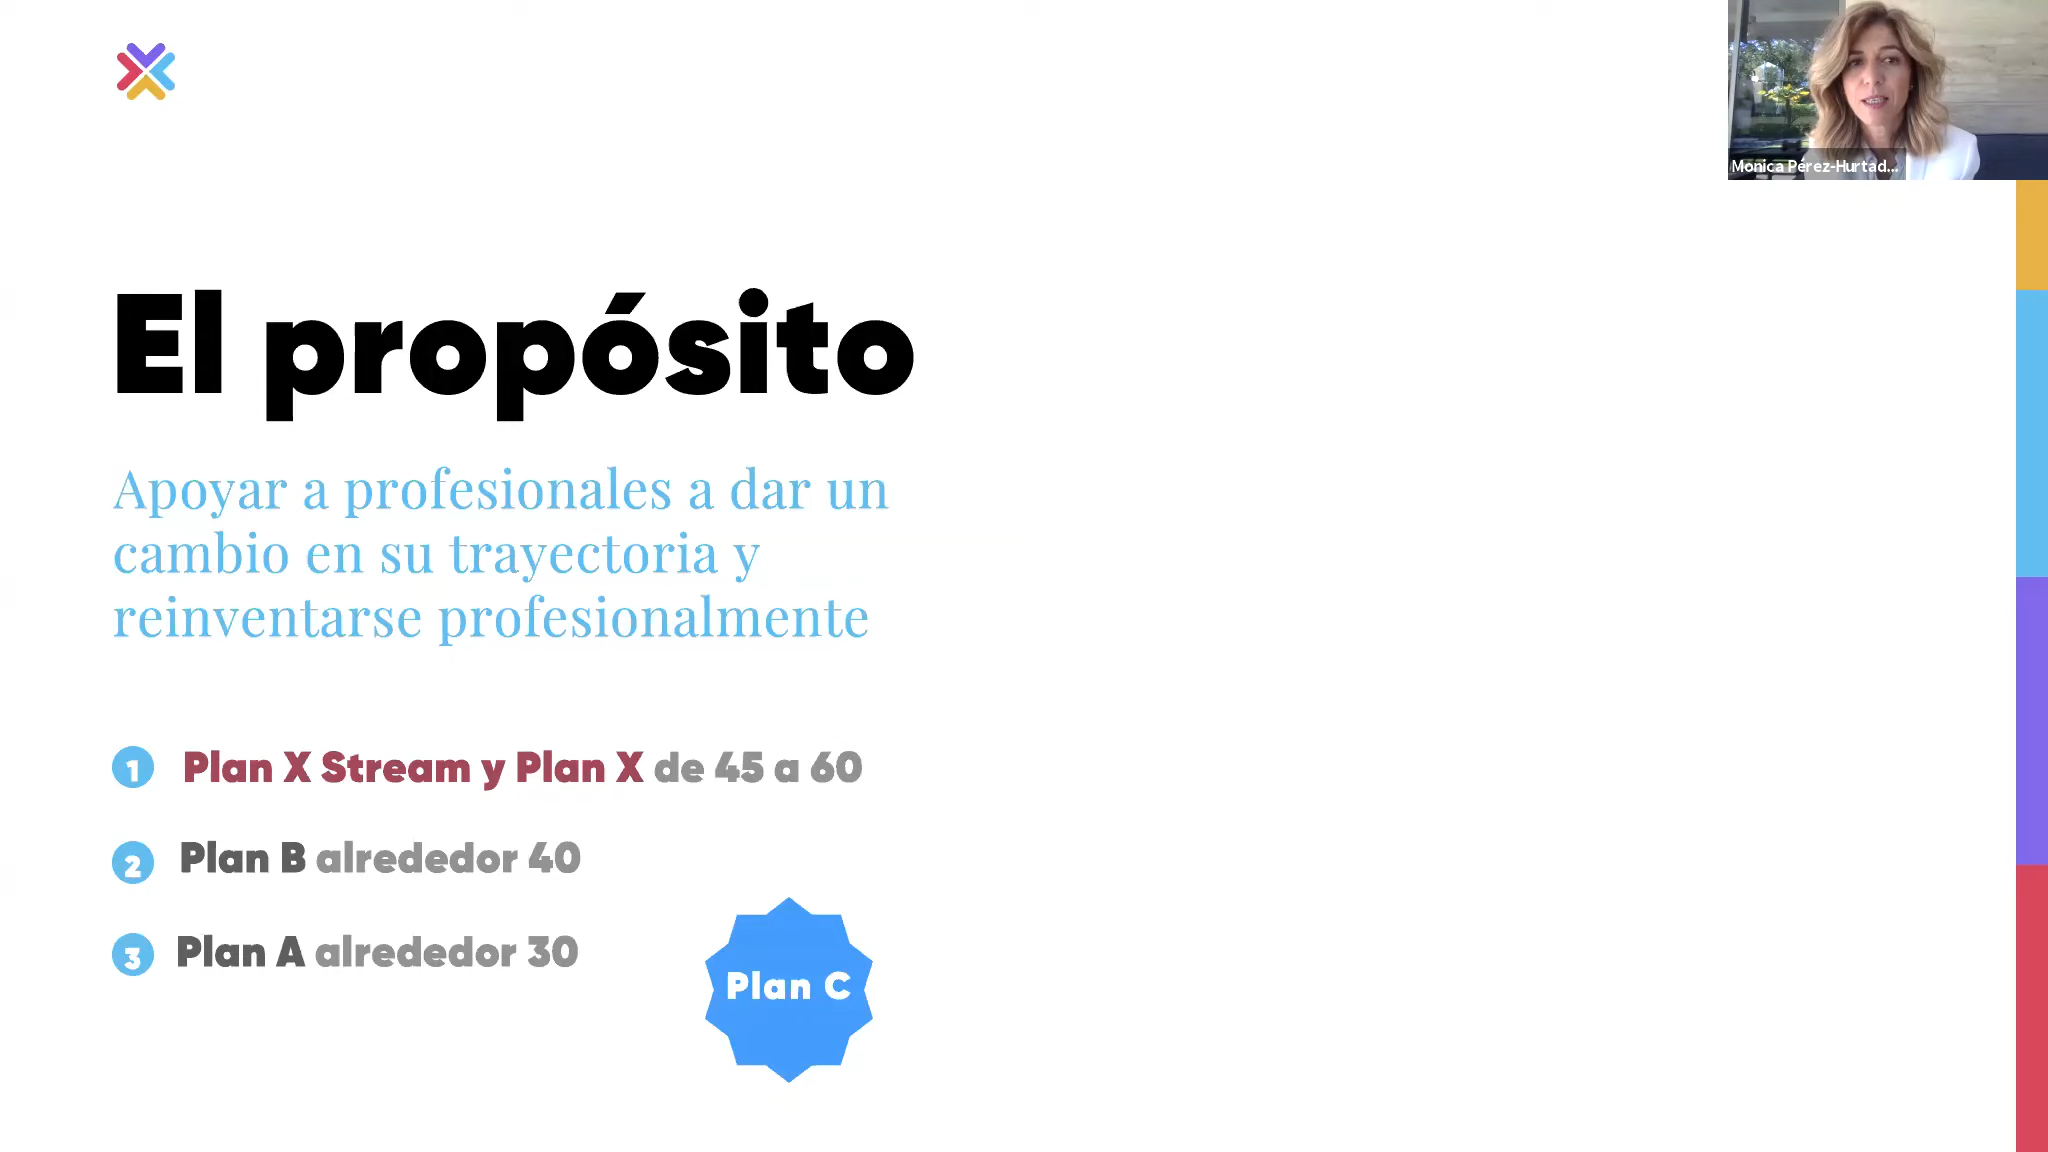 Monica Pérez-Hurtad...
El propósito
Apoyar a profesionales a dar un
cambio en su trayectoria y
reinventarse profesionalmente
1 Plan X Stream y Plan X de 45 a 60
2 Plan B alrededor 40
3 Plan A alrededor 30
Plan C